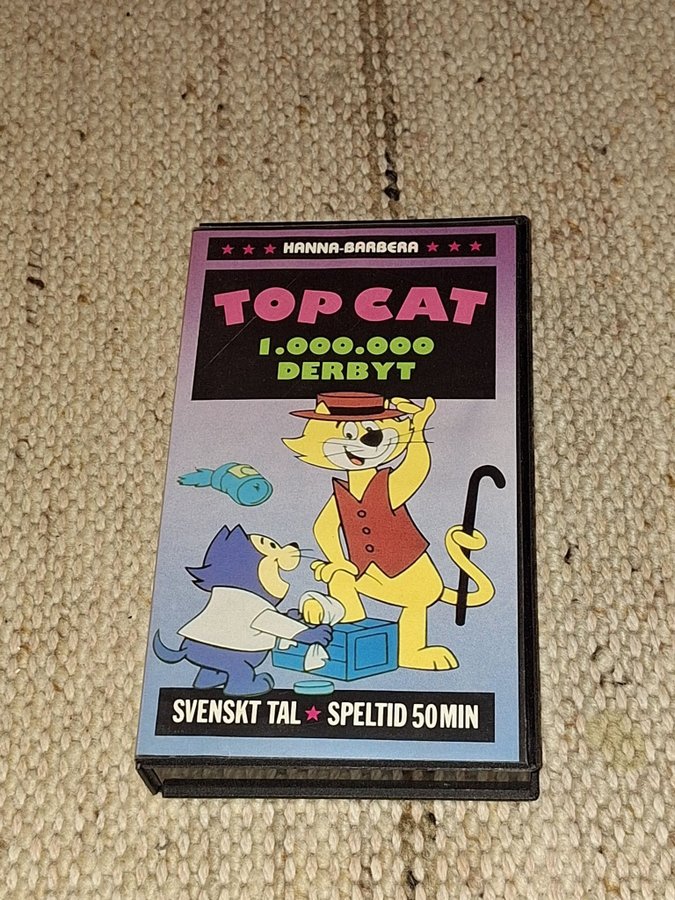 ★ ★ ★ HANNA-BARBERA ★ ★ ★
TOP CAT
1.000.000
DERBYT
SVENSKT TAL ★ SPELTID 50 MIN